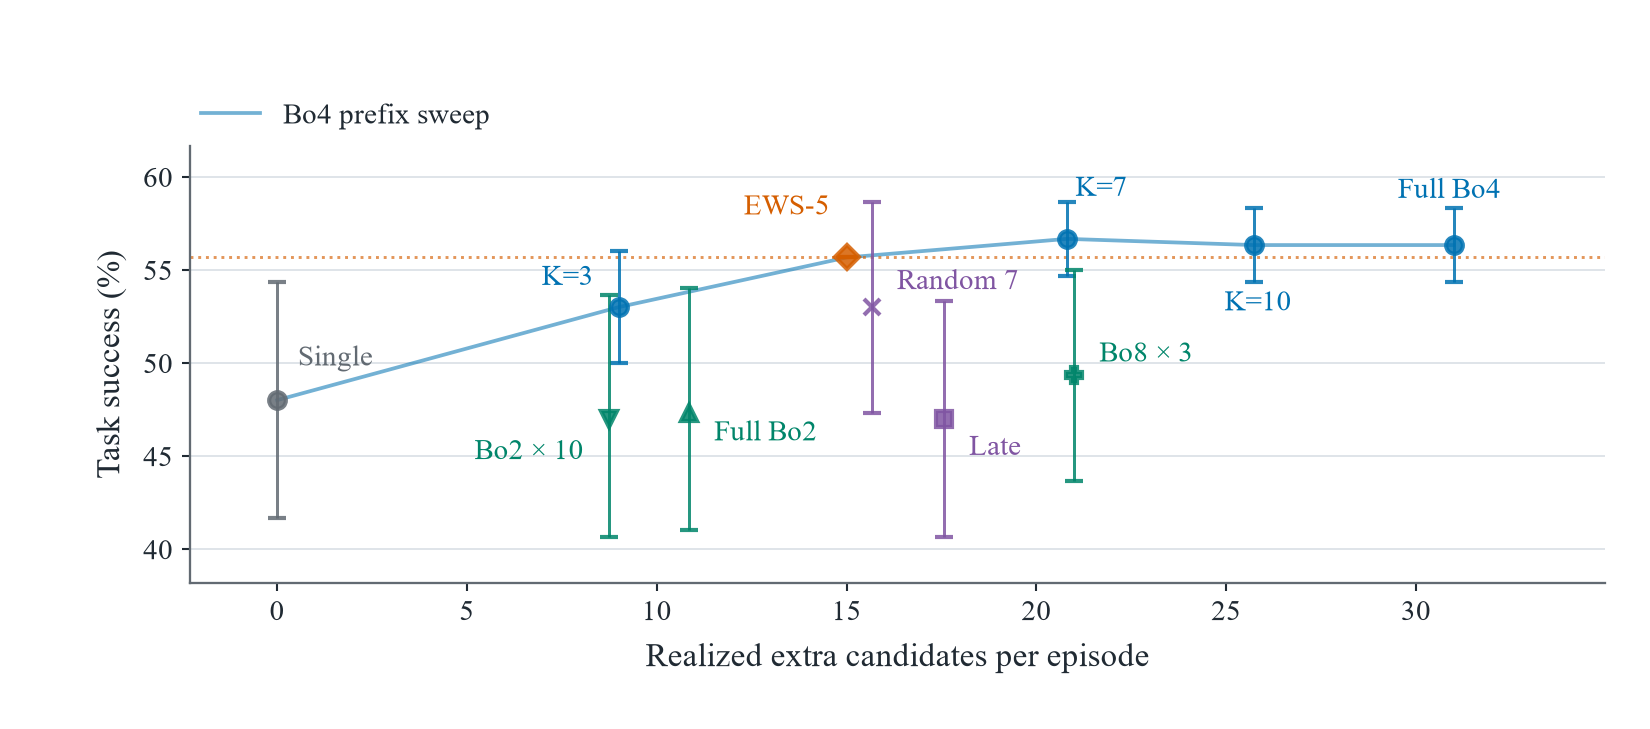 Bo4 prefix sweep
Task success (%)
60
55
50
45
40
EWS-5
K=7
Full Bo4
K=3
Random 7
K=10
Single
Bo8 × 3
Bo2 × 10
Full Bo2
Late
0 5 10 15 20 25 30
Realized extra candidates per episode